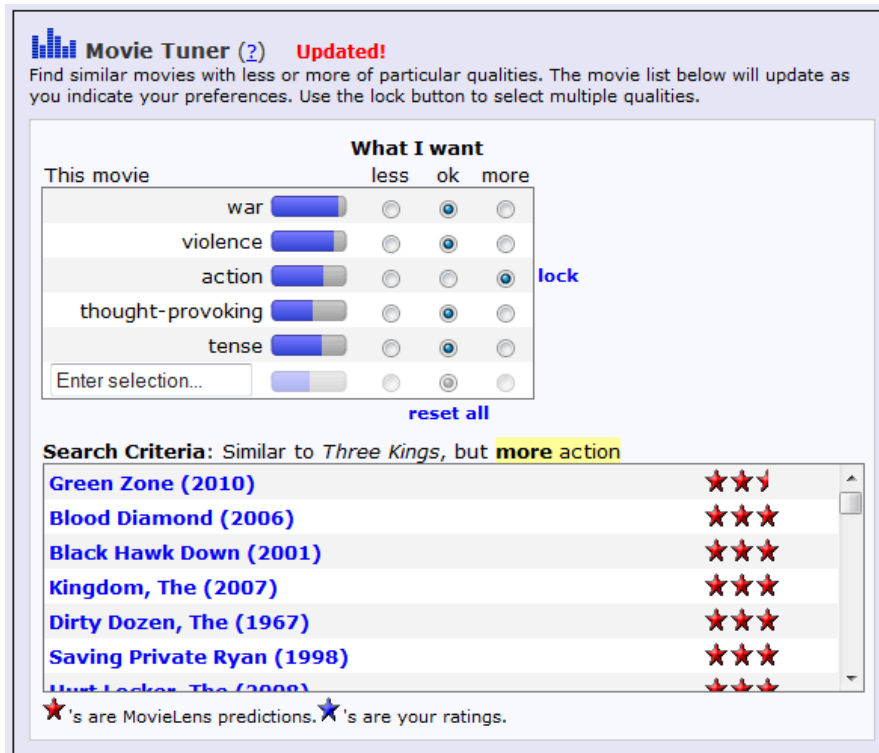 Movie Tuner (?) Updated!
Find similar movies with less or more of particular qualities. The movie list below will update as
you indicate your preferences. Use the lock button to select multiple qualities.
What I want
This movie less ok more
war
violence
action lock
thought-provoking
tense
Enter selection...
reset all
Search Criteria: Similar to Three Kings, but more action
Green Zone (2010)
Blood Diamond (2006)
Black Hawk Down (2001)
Kingdom, The (2007)
Dirty Dozen, The (1967)
Saving Private Ryan (1998)
Hurt Locker, The (2008)
's are MovieLens predictions. 's are your ratings.